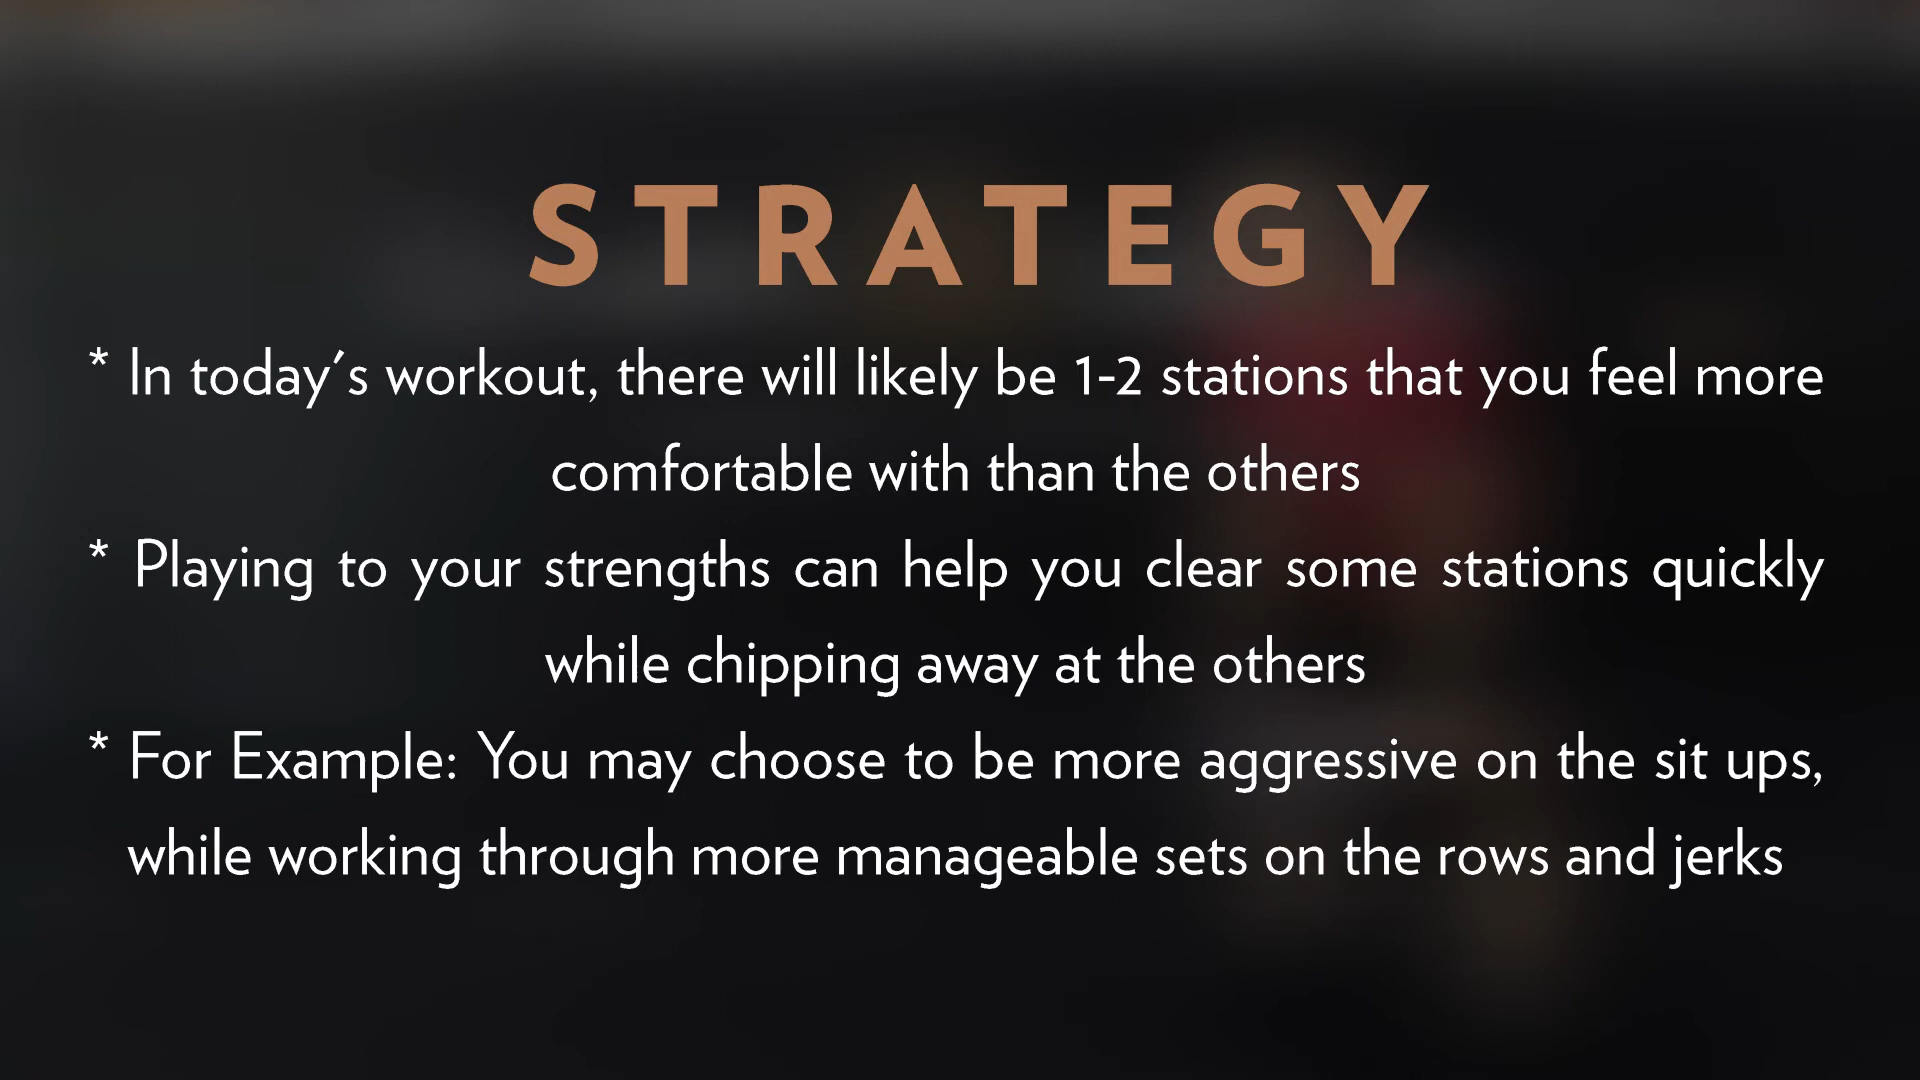 STRATEGY
* In today's workout, there will likely be 1-2 stations that you feel more
comfortable with than the others
* Playing to your strengths can help you clear some stations quickly
while chipping away at the others
* For Example: You may choose to be more aggressive on the sit ups,
while working through more manageable sets on the rows and jerks